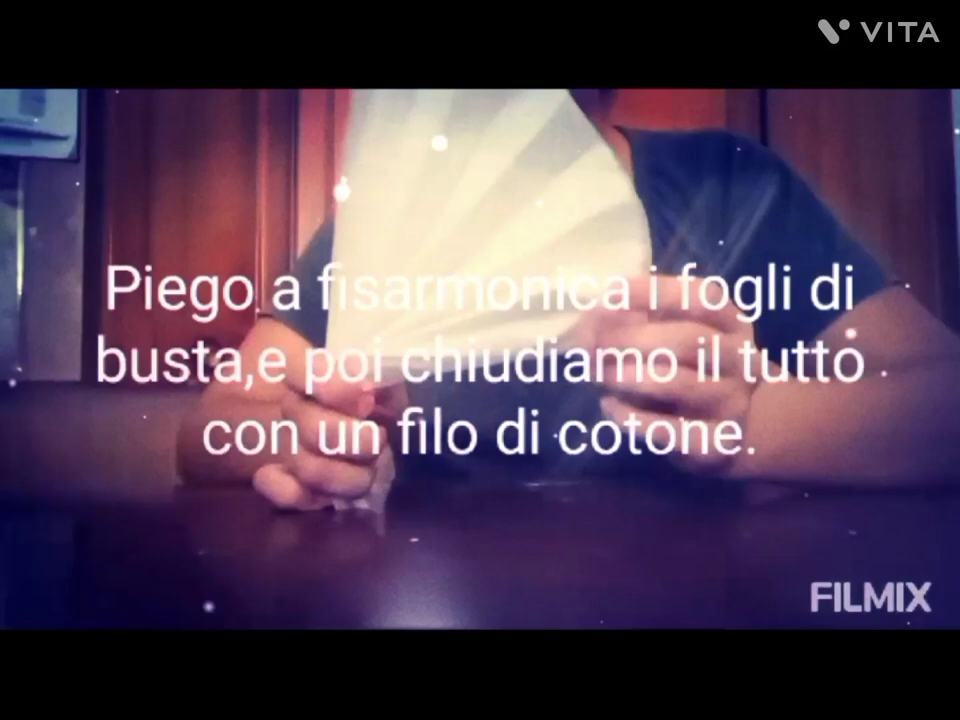 VITA
Piego a fisarmonica i fogli di
busta,e poi chiudiamo il tutto
con un filo di cotone.
FILMIX